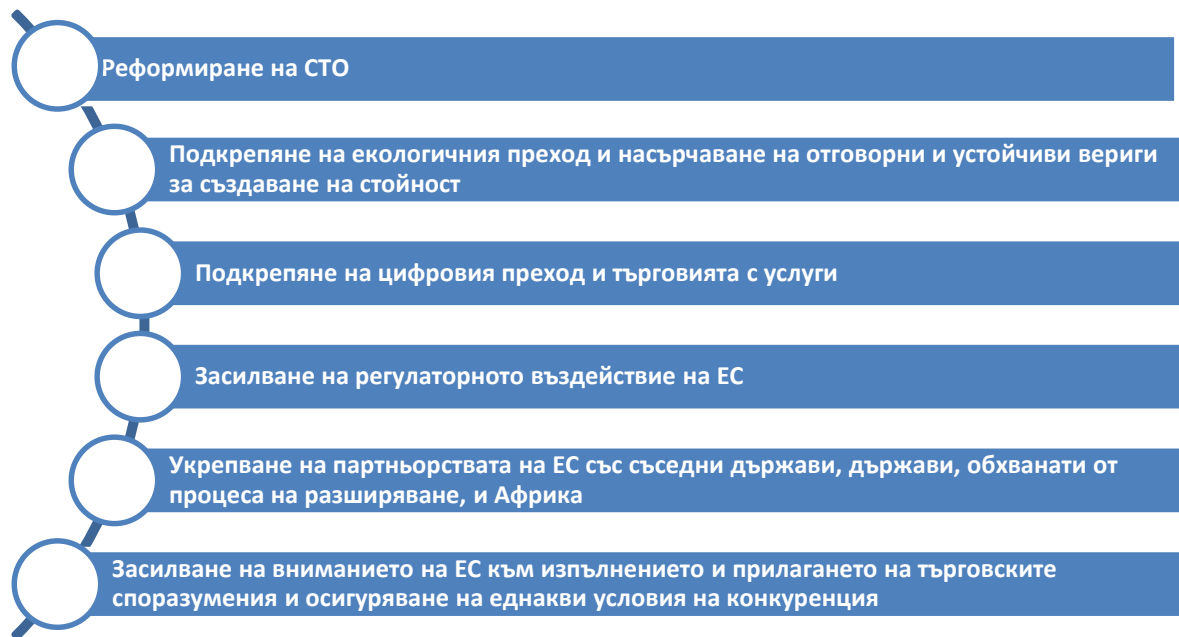 Реформиране на СТО
Подкрепяне на екологичния преход и насърчаване на отговорни и устойчиви вериги
за създаване на стойност
Подкрепяне на цифровия преход и търговията с услуги
Засилване на регулаторното въздействие на ЕС
Укрепване на партньорствата на ЕС със съседни държави, държави, обхванати от
процеса на разширяване, и Африка
Засилване на вниманието на ЕС към изпълнението и прилагането на търговските
споразумения и осигуряване на еднакви условия на конкуренция